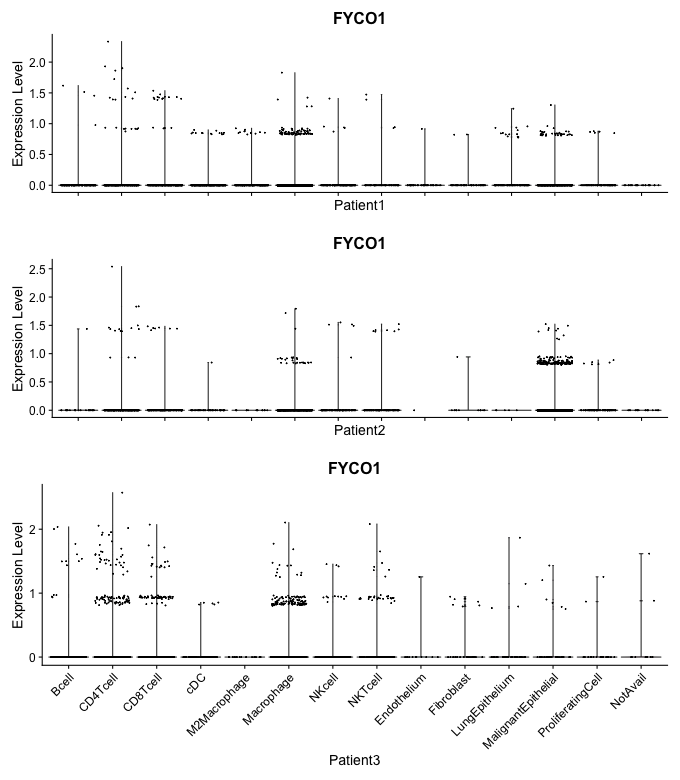 FYCO1
Expression Level
2.0
1.5
1.0
0.5
0.0
Patient1
FYCO1
Expression Level
2.5
2.0
1.5
1.0
0.5
0.0
Patient2
FYCO1
Expression Level
2
1
0
Bcell
CD4Tcell
CD8Tcell
cDC
M2Macrophage
Macrophage
NKcell
NKTcell
Endothelium
Fibroblast
LungEpithelium
MalignantEpithelial
ProliferatingCell
NotAvail
Patient3